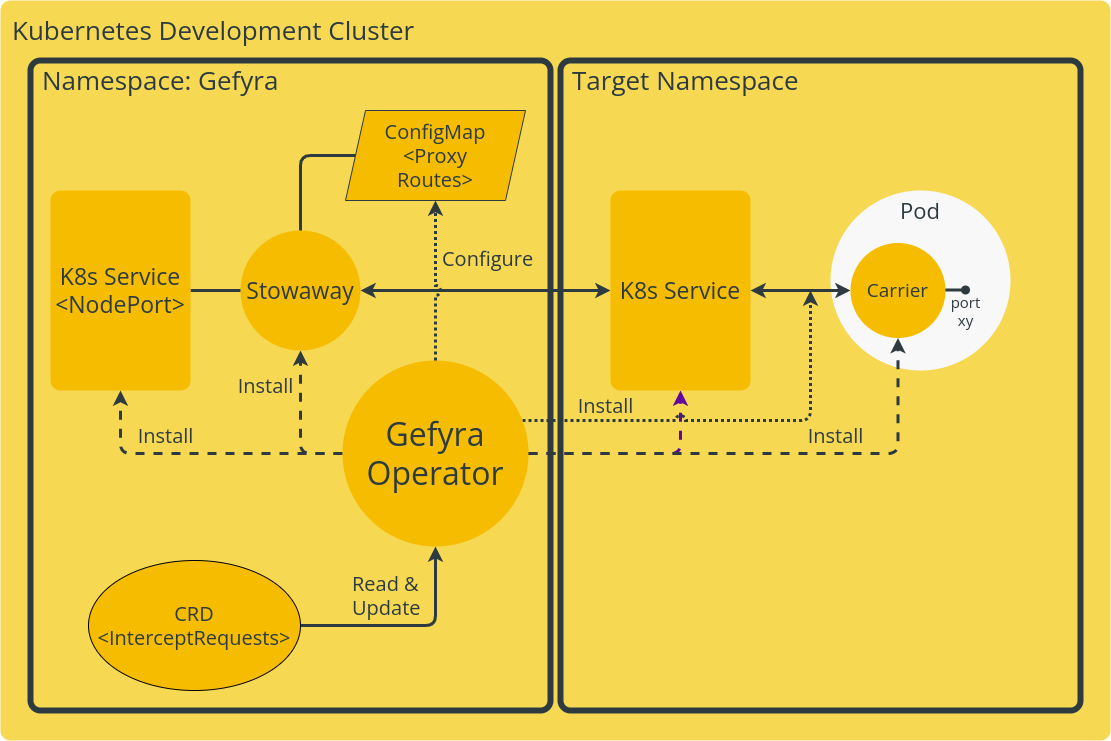 Kubernetes Development Cluster
Namespace: Gefyra
Target Namespace
ConfigMap
<Proxy
Routes>
Pod
K8s Service
<NodePort>
Stowaway
Configure
K8s Service
Carrier
port
xy
Install
Install
Install
Install
Gefyra
Operator
Read &
Update
CRD
<InterceptRequests>